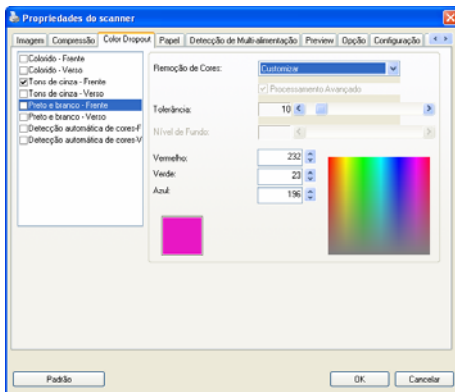 Propriedades do scanner
Imagem Compressão Color Dropout Papel Detecção de Multi-alimentação Preview Opção Configuração
Colorido - Frente
Colorido - Verso
Tons de cinza - Frente
Tons de cinza - Verso
Preto e branco - Frente
Preto e branco - Verso
Detecção automática de cores-F
Detecção automática de cores-V
Remoção de Cores: Customizar
Processamento Avançado
Tolerância: 10
Nível de Fundo:
Vermelho: 232
Verde: 23
Azul: 196
Padrão OK Cancelar